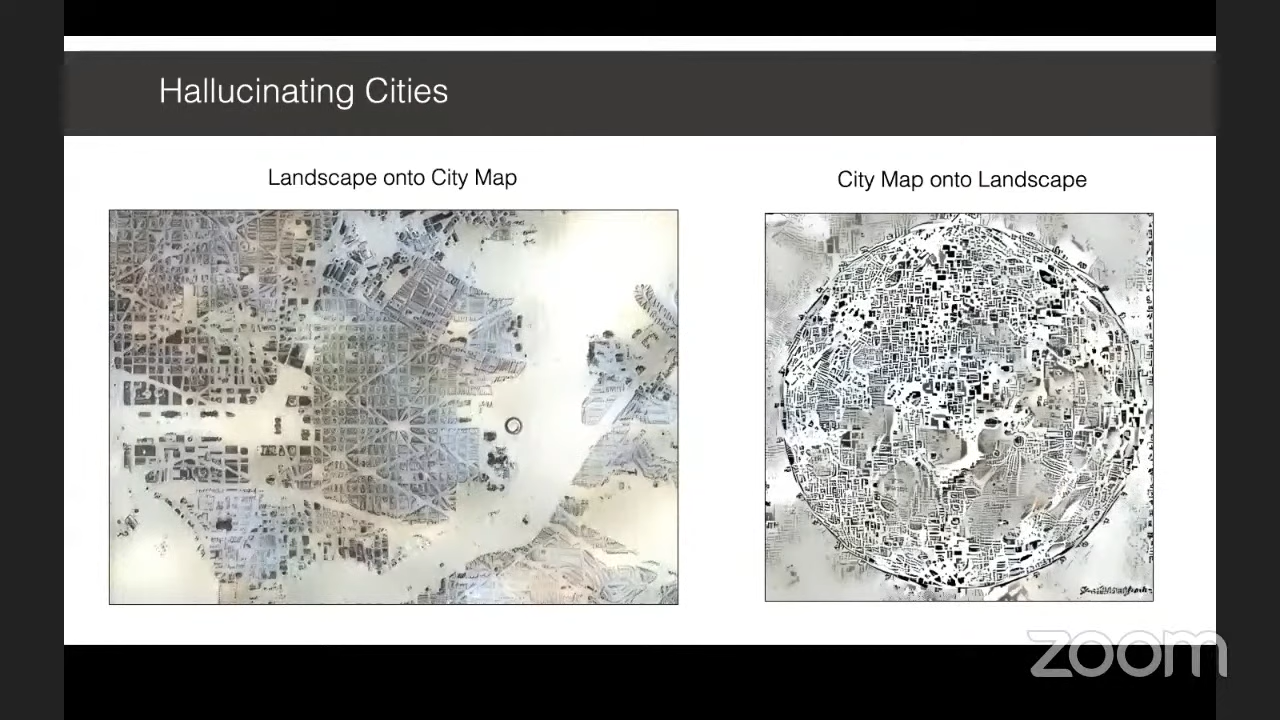 Hallucinating Cities
Landscape onto City Map
City Map onto Landscape
zoom